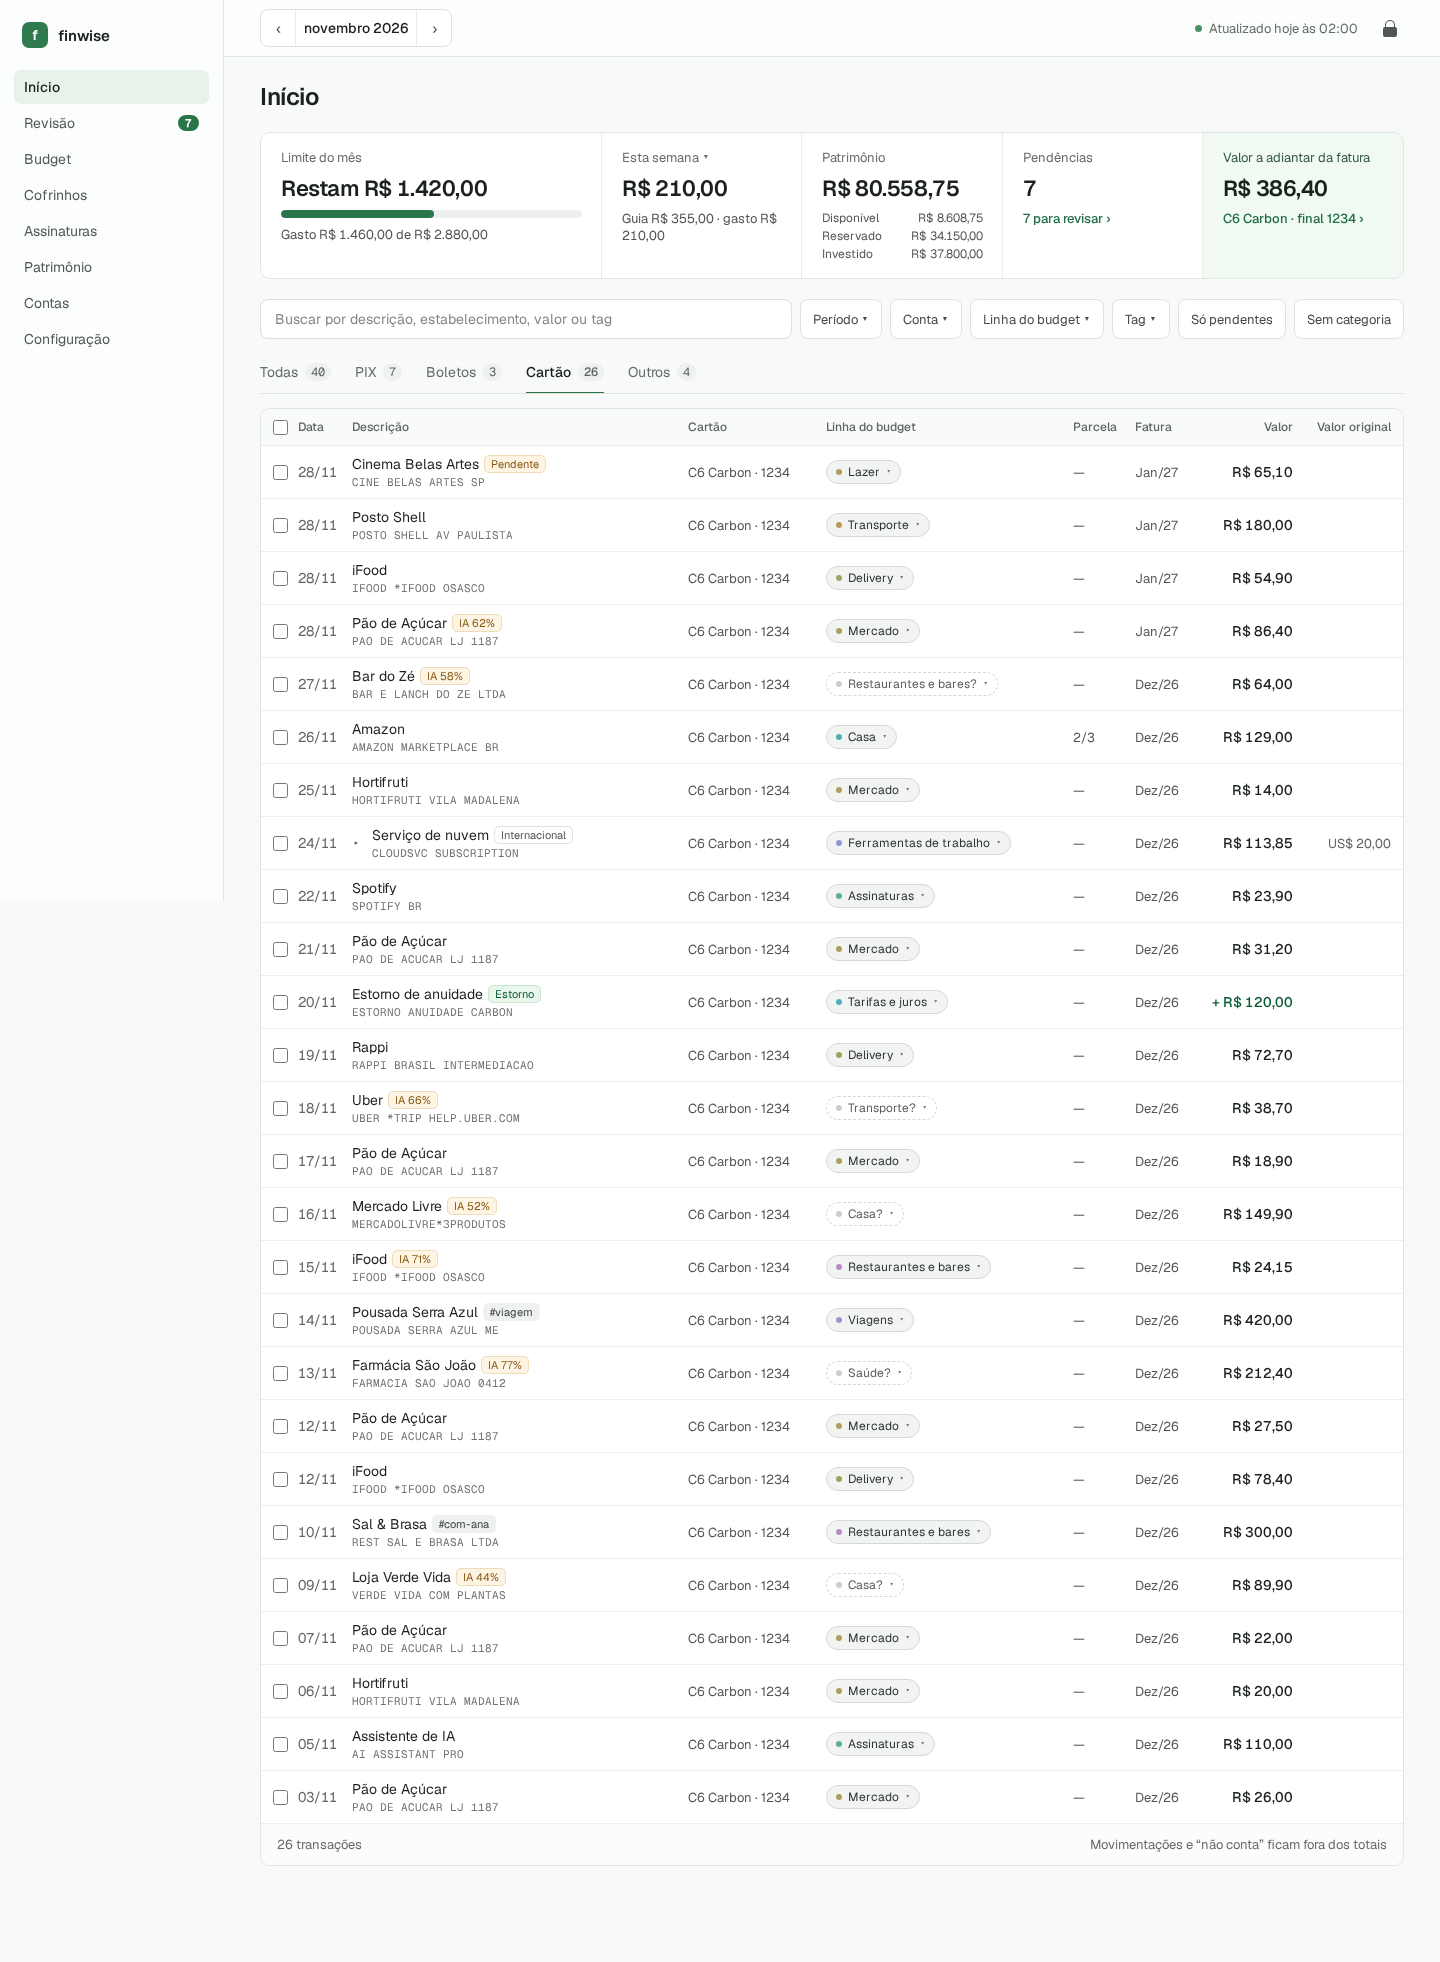 finwise
Início
Revisão 7
Budget
Cofrinhos
Assinaturas
Patrimônio
Contas
Configuração
‹ novembro 2026 ›
Atualizado hoje às 02:00
Início
Limite do mês
Restam R$ 1.420,00
Gasto R$ 1.460,00 de R$ 2.880,00
Esta semana
R$ 210,00
Guia R$ 355,00 · gasto R$
210,00
Patrimônio
R$ 80.558,75
Disponível R$ 8.608,75
Reservado R$ 34.150,00
Investido R$ 37.800,00
Pendências
7
7 para revisar ›
Valor a adiantar da fatura
R$ 386,40
C6 Carbon · final 1234 ›
Buscar por descrição, estabelecimento, valor ou tag
Período Conta Linha do budget Tag Só pendentes Sem categoria
Todas 40 PIX 7 Boletos 3 Cartão 26 Outros 4
Data Descrição Cartão Linha do budget Parcela Fatura Valor Valor original
28/11 Cinema Belas Artes Pendente C6 Carbon · 1234 Lazer — Jan/27 R$ 65,10
CINE BELAS ARTES SP
28/11 Posto Shell C6 Carbon · 1234 Transporte — Jan/27 R$ 180,00
POSTO SHELL AV PAULISTA
28/11 iFood C6 Carbon · 1234 Delivery — Jan/27 R$ 54,90
IFOOD *IFOOD OSASCO
28/11 Pão de Açúcar IA 62% C6 Carbon · 1234 Mercado — Jan/27 R$ 86,40
PAO DE ACUCAR LJ 1187
27/11 Bar do Zé IA 58% C6 Carbon · 1234 Restaurantes e bares? — Dez/26 R$ 64,00
BAR E LANCH DO ZE LTDA
26/11 Amazon C6 Carbon · 1234 Casa 2/3 Dez/26 R$ 129,00
AMAZON MARKETPLACE BR
25/11 Hortifruti C6 Carbon · 1234 Mercado — Dez/26 R$ 14,00
HORTIFRUTI VILA MADALENA
24/11 Serviço de nuvem Internacional C6 Carbon · 1234 Ferramentas de trabalho — Dez/26 R$ 113,85 US$ 20,00
CLOUDSVC SUBSCRIPTION
22/11 Spotify C6 Carbon · 1234 Assinaturas — Dez/26 R$ 23,90
SPOTIFY BR
21/11 Pão de Açúcar C6 Carbon · 1234 Mercado — Dez/26 R$ 31,20
PAO DE ACUCAR LJ 1187
20/11 Estorno de anuidade Estorno C6 Carbon · 1234 Tarifas e juros — Dez/26 + R$ 120,00
ESTORNO ANUIDADE CARBON
19/11 Rappi C6 Carbon · 1234 Delivery — Dez/26 R$ 72,70
RAPPI BRASIL INTERMEDIACAO
18/11 Uber IA 66% C6 Carbon · 1234 Transporte? — Dez/26 R$ 38,70
UBER *TRIP HELP.UBER.COM
17/11 Pão de Açúcar C6 Carbon · 1234 Mercado — Dez/26 R$ 18,90
PAO DE ACUCAR LJ 1187
16/11 Mercado Livre IA 52% C6 Carbon · 1234 Casa? — Dez/26 R$ 149,90
MERCADOLIVRE*3PRODUTOS
15/11 iFood IA 71% C6 Carbon · 1234 Restaurantes e bares — Dez/26 R$ 24,15
IFOOD *IFOOD OSASCO
14/11 Pousada Serra Azul #viagem C6 Carbon · 1234 Viagens — Dez/26 R$ 420,00
POUSADA SERRA AZUL ME
13/11 Farmácia São João IA 77% C6 Carbon · 1234 Saúde? — Dez/26 R$ 212,40
FARMACIA SAO JOAO 0412
12/11 Pão de Açúcar C6 Carbon · 1234 Mercado — Dez/26 R$ 27,50
PAO DE ACUCAR LJ 1187
12/11 iFood C6 Carbon · 1234 Delivery — Dez/26 R$ 78,40
IFOOD *IFOOD OSASCO
10/11 Sal & Brasa #com-ana C6 Carbon · 1234 Restaurantes e bares — Dez/26 R$ 300,00
REST SAL E BRASA LTDA
09/11 Loja Verde Vida IA 44% C6 Carbon · 1234 Casa? — Dez/26 R$ 89,90
VERDE VIDA COM PLANTAS
07/11 Pão de Açúcar C6 Carbon · 1234 Mercado — Dez/26 R$ 22,00
PAO DE ACUCAR LJ 1187
06/11 Hortifruti C6 Carbon · 1234 Mercado — Dez/26 R$ 20,00
HORTIFRUTI VILA MADALENA
05/11 Assistente de IA C6 Carbon · 1234 Assinaturas — Dez/26 R$ 110,00
AI ASSISTANT PRO
03/11 Pão de Açúcar C6 Carbon · 1234 Mercado — Dez/26 R$ 26,00
PAO DE ACUCAR LJ 1187
26 transações Movimentações e “não conta” ficam fora dos totais